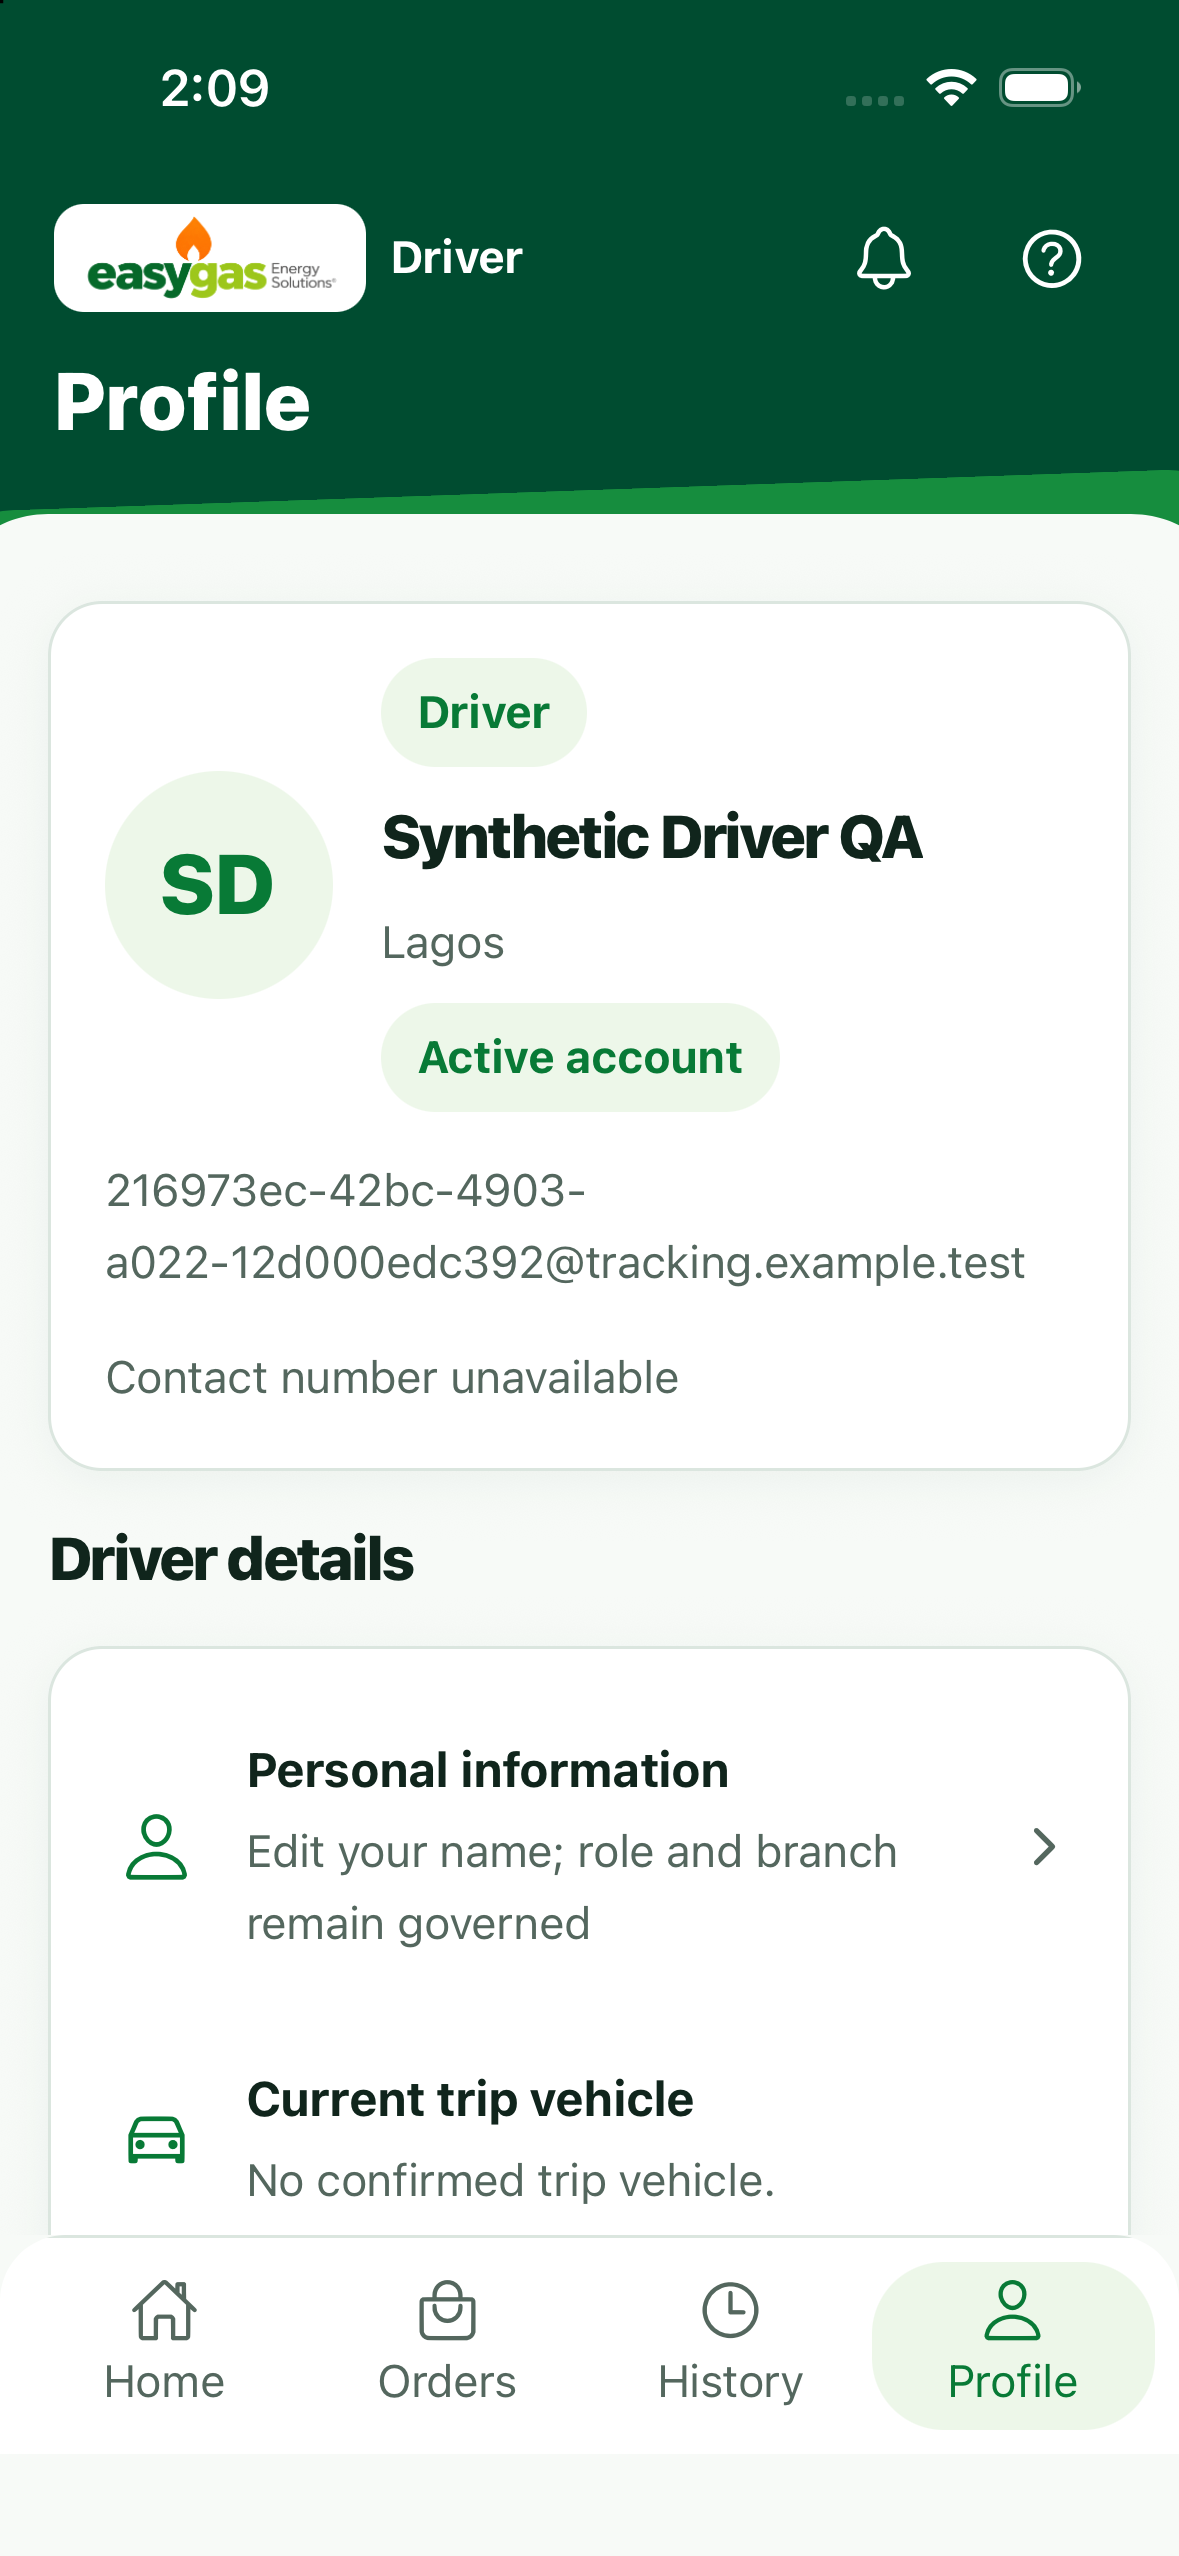 2:09
easygas Energy Solutions®
Driver
Profile
Driver
SD
Synthetic Driver QA
Lagos
Active account
216973ec-42bc-4903-
a022-12d000edc392@tracking.example.test
Contact number unavailable
Driver details
Personal information
Edit your name; role and branch
remain governed
Current trip vehicle
No confirmed trip vehicle.
Home
Orders
History
Profile